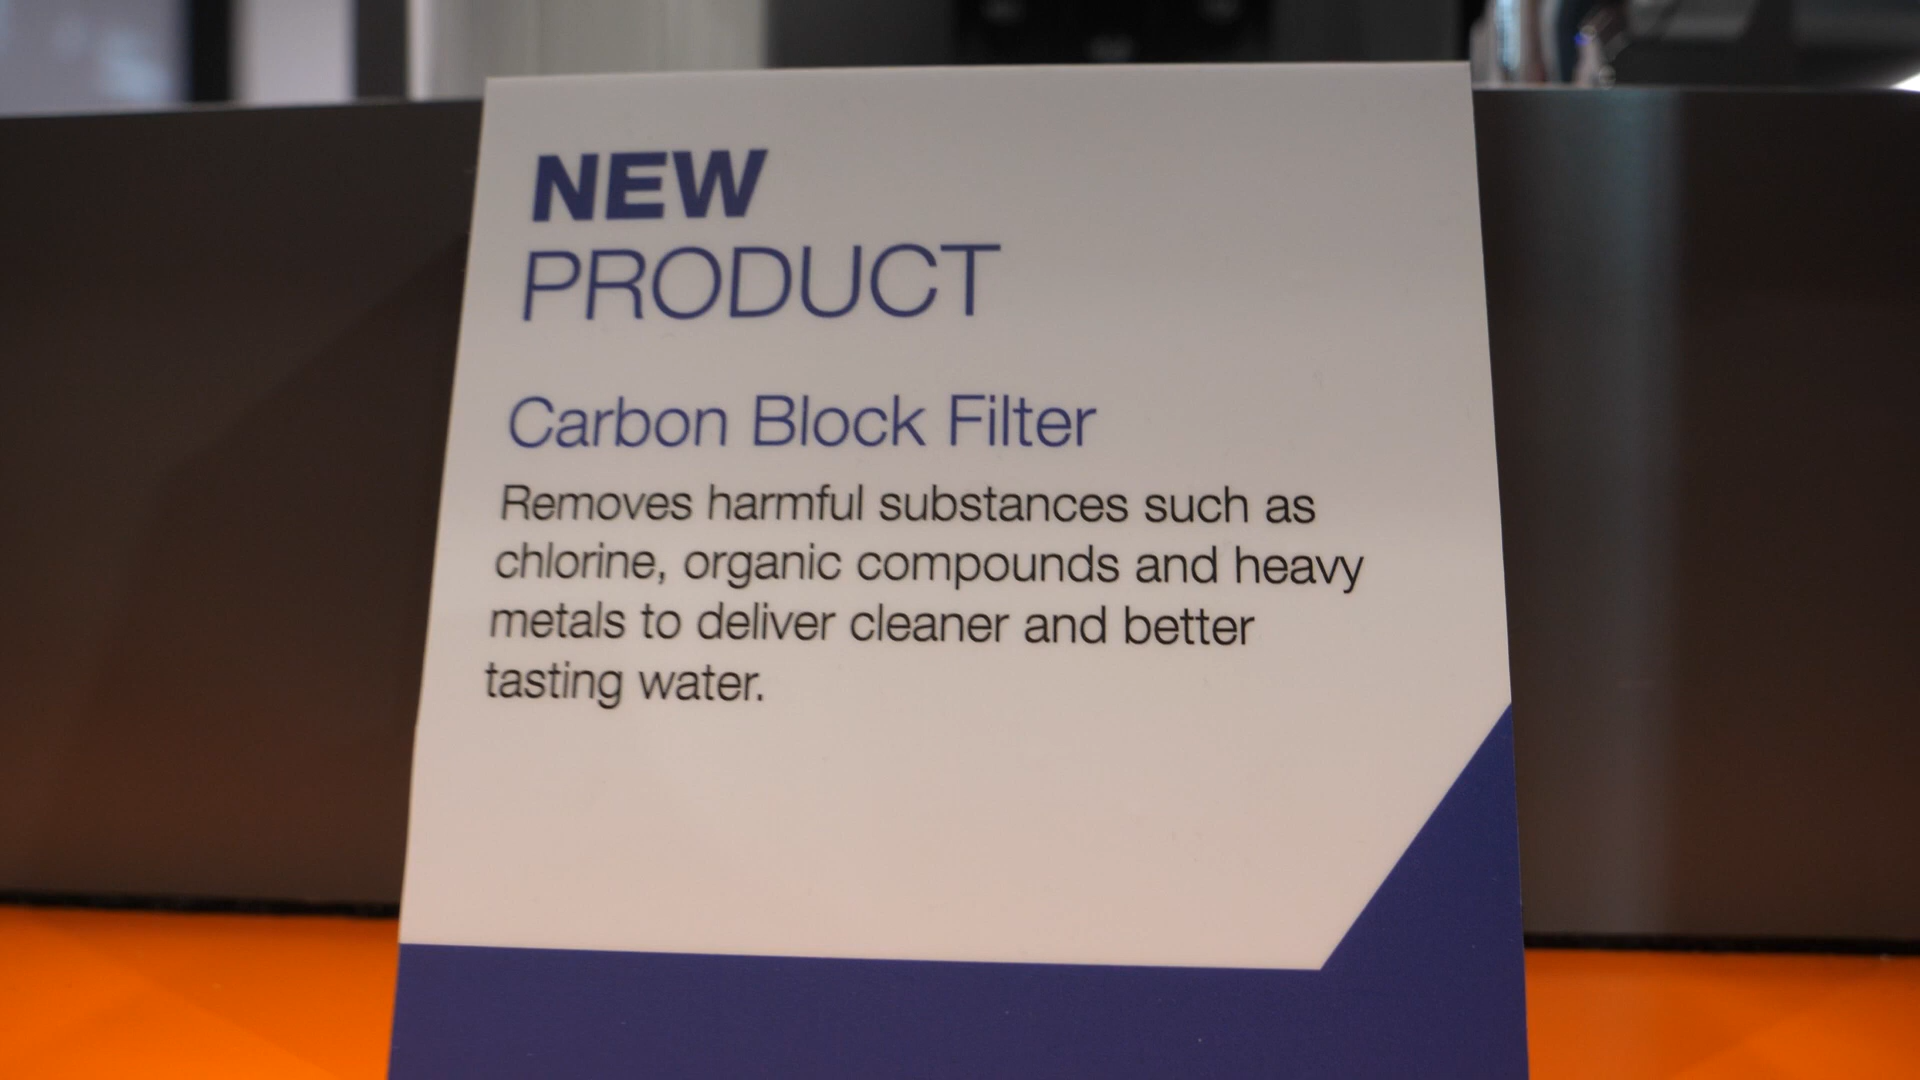 NEW
PRODUCT
Carbon Block Filter
Removes harmful substances such as
chlorine, organic compounds and heavy
metals to deliver cleaner and better
tasting water.